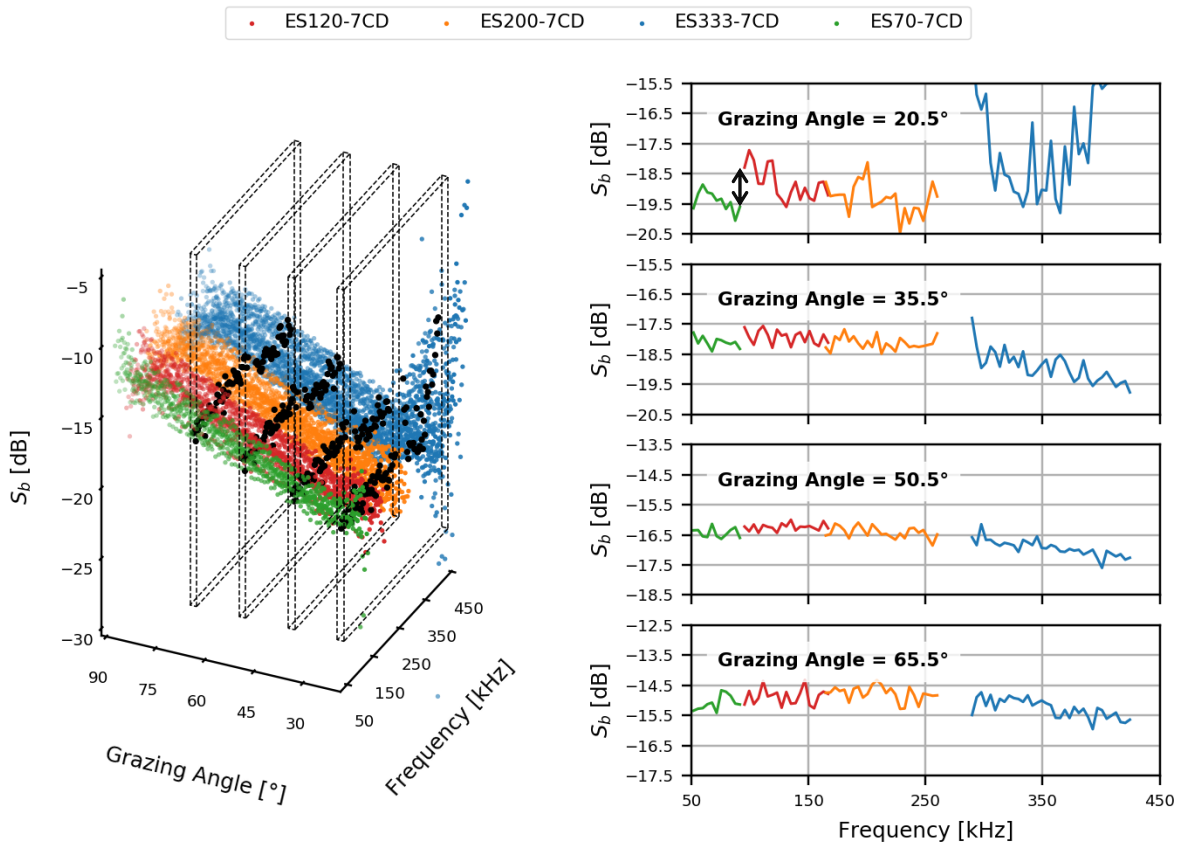 ES120-7CD ES200-7CD ES333-7CD ES70-7CD
S_b [dB]
−5
−10
−15
−20
−25
−30
90
75
60
45
30
Grazing Angle [°]
50
150
250
350
450
Frequency [kHz]
Grazing Angle = 20.5°
S_b [dB]
−15.5
−16.5
−17.5
−18.5
−19.5
−20.5
Grazing Angle = 35.5°
S_b [dB]
−15.5
−16.5
−17.5
−18.5
−19.5
−20.5
Grazing Angle = 50.5°
S_b [dB]
−13.5
−14.5
−15.5
−16.5
−17.5
−18.5
Grazing Angle = 65.5°
S_b [dB]
−12.5
−13.5
−14.5
−15.5
−16.5
−17.5
50 150 250 350 450
Frequency [kHz]